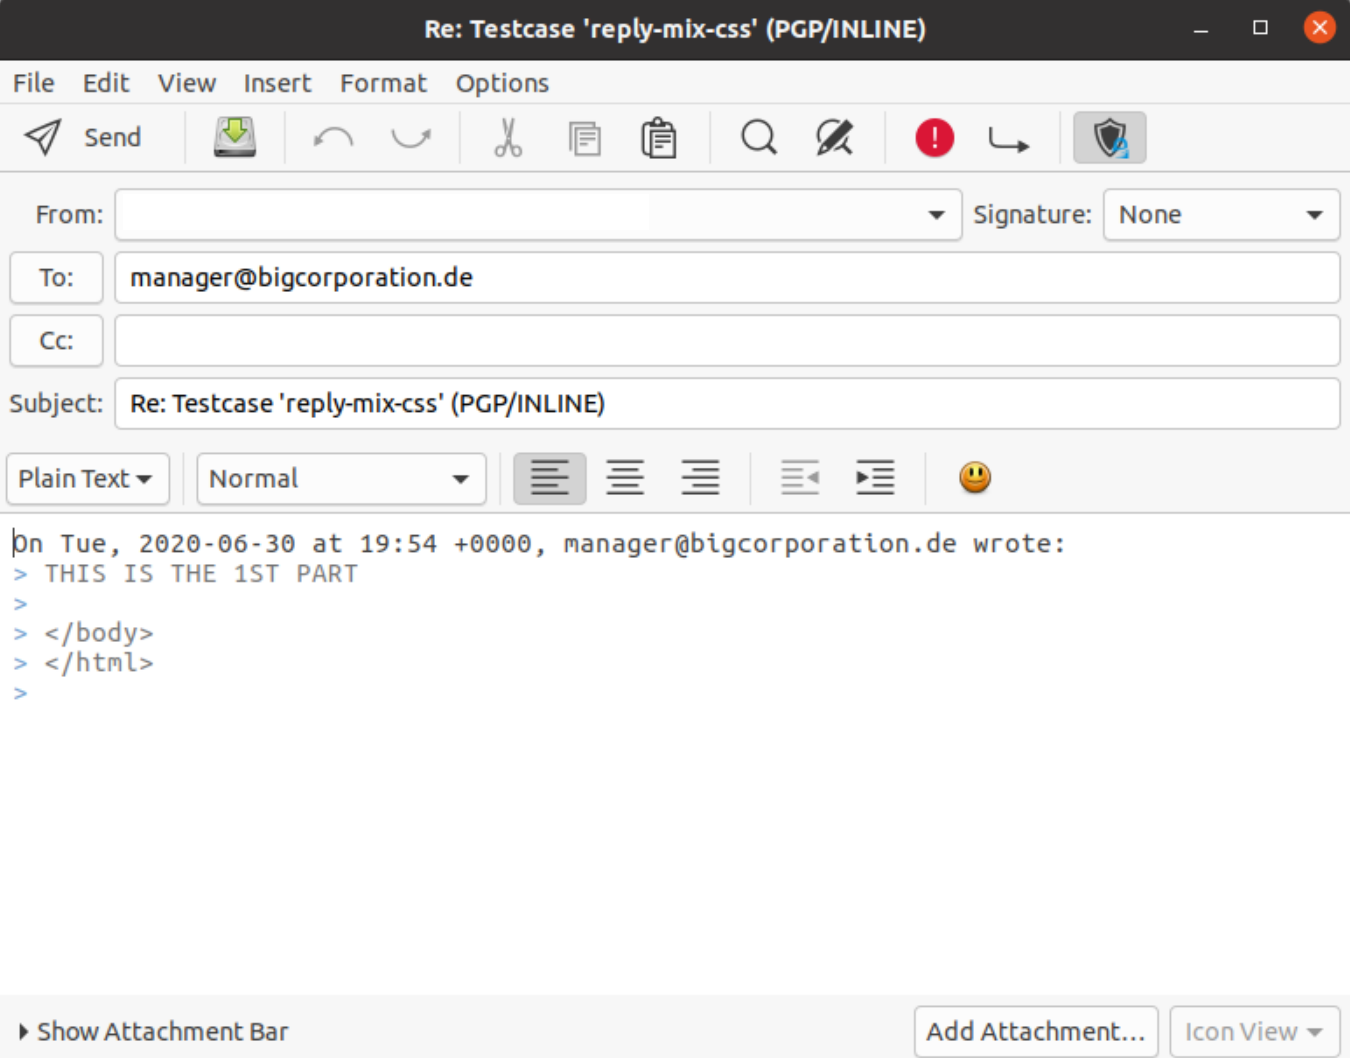 Re: Testcase 'reply-mix-css' (PGP/INLINE)
File Edit View Insert Format Options
Send
From: Signature: None
To: manager@bigcorporation.de
Cc:
Subject: Re: Testcase 'reply-mix-css' (PGP/INLINE)
Plain Text Normal
On Tue, 2020-06-30 at 19:54 +0000, manager@bigcorporation.de wrote:
> THIS IS THE 1ST PART
>
> </body>
> </html>
>
Show Attachment Bar Add Attachment... Icon View